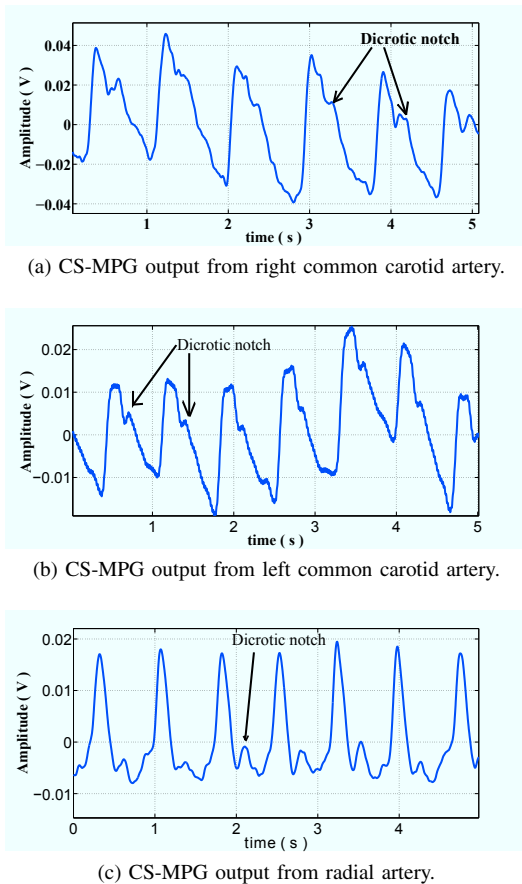 0.04
0.02
0
−0.02
−0.04
Amplitude ( V )
Dicrotic notch
1 2 3 4 5
time ( s )
(a) CS-MPG output from right common carotid artery.
0.02
0.01
0
−0.01
Amplitude ( V )
Dicrotic notch
1 2 3 4 5
time ( s )
(b) CS-MPG output from left common carotid artery.
0.02
0.01
0
−0.01
Amplitude ( V )
Dicrotic notch
0 1 2 3 4
time ( s )
(c) CS-MPG output from radial artery.